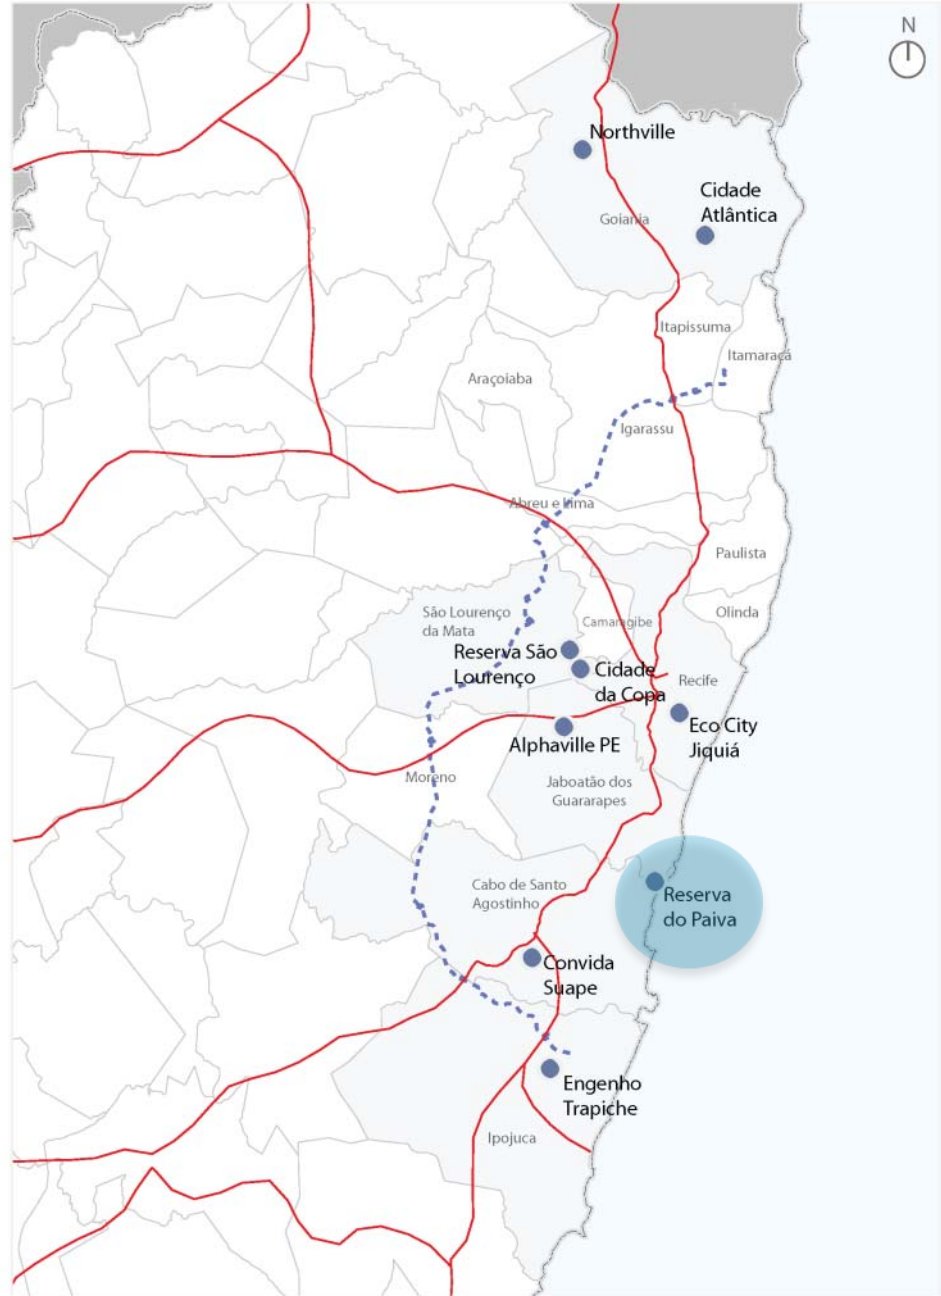 N
Northville
Cidade
Atlântica
Goiania
Itapissuma
Itamaracá
Araçoiaba
Igarassu
Abreu e Lima
Paulista
São Lourenço
da Mata
Camaragibe
Olinda
Reserva São
Lourenço
Cidade
da Copa
Recife
Eco City
Jiquiá
Alphaville PE
Moreno
Jaboatão dos
Guararapes
Cabo de Santo
Agostinho
Reserva
do Paiva
Convida
Suape
Engenho
Trapiche
Ipojuca